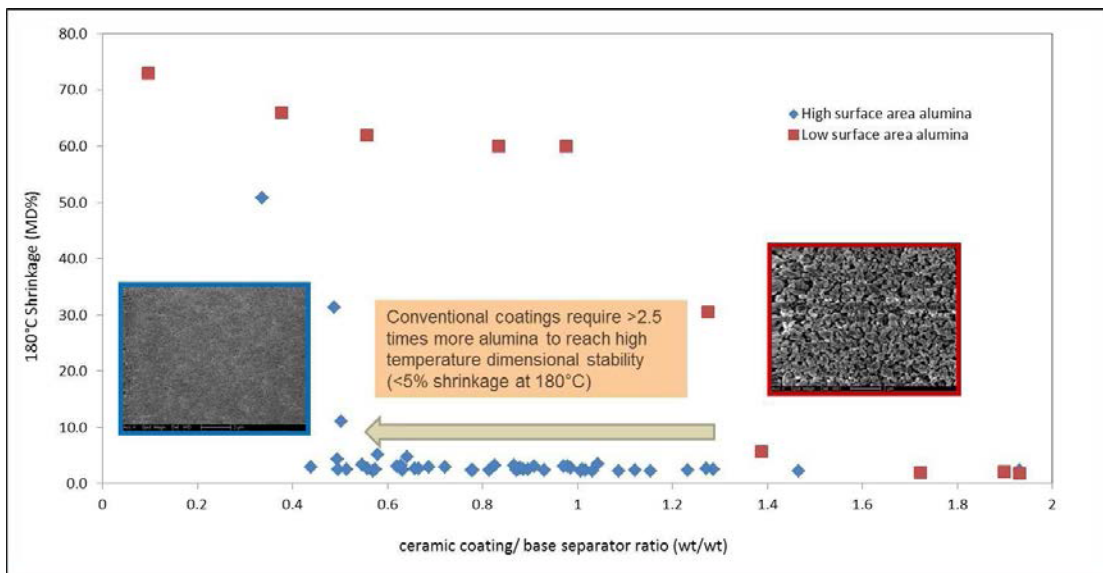 80.0
70.0
60.0
50.0
40.0
30.0
20.0
10.0
0.0
180°C Shrinkage (MD%)
High surface area alumina
Low surface area alumina
Conventional coatings require >2.5
times more alumina to reach high
temperature dimensional stability
(<5% shrinkage at 180°C)
0 0.2 0.4 0.6 0.8 1 1.2 1.4 1.6 1.8 2
ceramic coating/ base separator ratio (wt/wt)